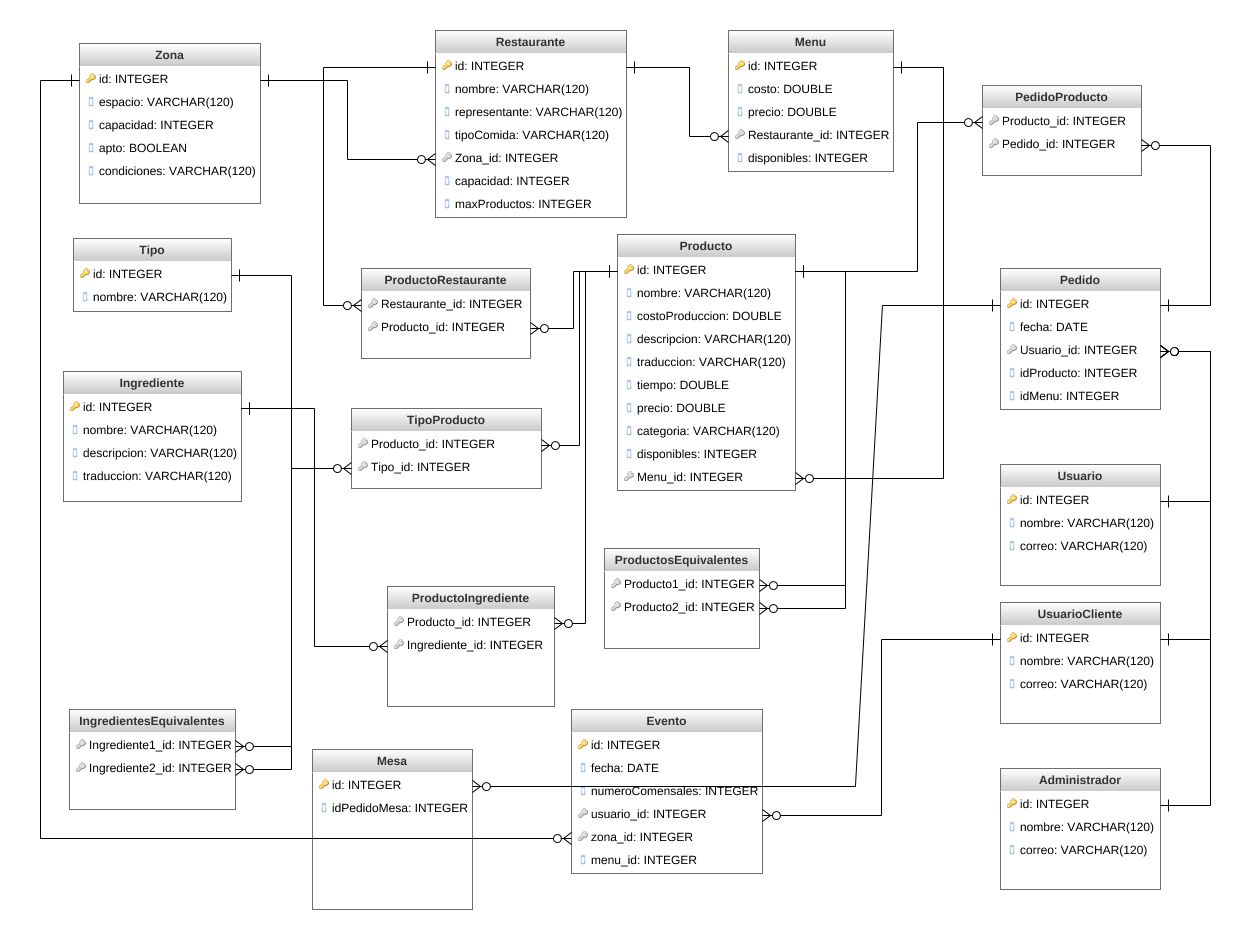 Zona
id: INTEGER
espacio: VARCHAR(120)
capacidad: INTEGER
apto: BOOLEAN
condiciones: VARCHAR(120)
Restaurante
id: INTEGER
nombre: VARCHAR(120)
representante: VARCHAR(120)
tipoComida: VARCHAR(120)
Zona_id: INTEGER
capacidad: INTEGER
maxProductos: INTEGER
Menu
id: INTEGER
costo: DOUBLE
precio: DOUBLE
Restaurante_id: INTEGER
disponibles: INTEGER
PedidoProducto
Producto_id: INTEGER
Pedido_id: INTEGER
Tipo
id: INTEGER
nombre: VARCHAR(120)
ProductoRestaurante
Restaurante_id: INTEGER
Producto_id: INTEGER
Producto
id: INTEGER
nombre: VARCHAR(120)
costoProduccion: DOUBLE
descripcion: VARCHAR(120)
traduccion: VARCHAR(120)
tiempo: DOUBLE
precio: DOUBLE
categoria: VARCHAR(120)
disponibles: INTEGER
Menu_id: INTEGER
Pedido
id: INTEGER
fecha: DATE
Usuario_id: INTEGER
idProducto: INTEGER
idMenu: INTEGER
Ingrediente
id: INTEGER
nombre: VARCHAR(120)
descripcion: VARCHAR(120)
traduccion: VARCHAR(120)
TipoProducto
Producto_id: INTEGER
Tipo_id: INTEGER
Usuario
id: INTEGER
nombre: VARCHAR(120)
correo: VARCHAR(120)
ProductosEquivalentes
Producto1_id: INTEGER
Producto2_id: INTEGER
ProductoIngrediente
Producto_id: INTEGER
Ingrediente_id: INTEGER
UsuarioCliente
id: INTEGER
nombre: VARCHAR(120)
correo: VARCHAR(120)
IngredientesEquivalentes
Ingrediente1_id: INTEGER
Ingrediente2_id: INTEGER
Mesa
id: INTEGER
idPedidoMesa: INTEGER
Evento
id: INTEGER
fecha: DATE
numeroComensales: INTEGER
usuario_id: INTEGER
zona_id: INTEGER
menu_id: INTEGER
Administrador
id: INTEGER
nombre: VARCHAR(120)
correo: VARCHAR(120)